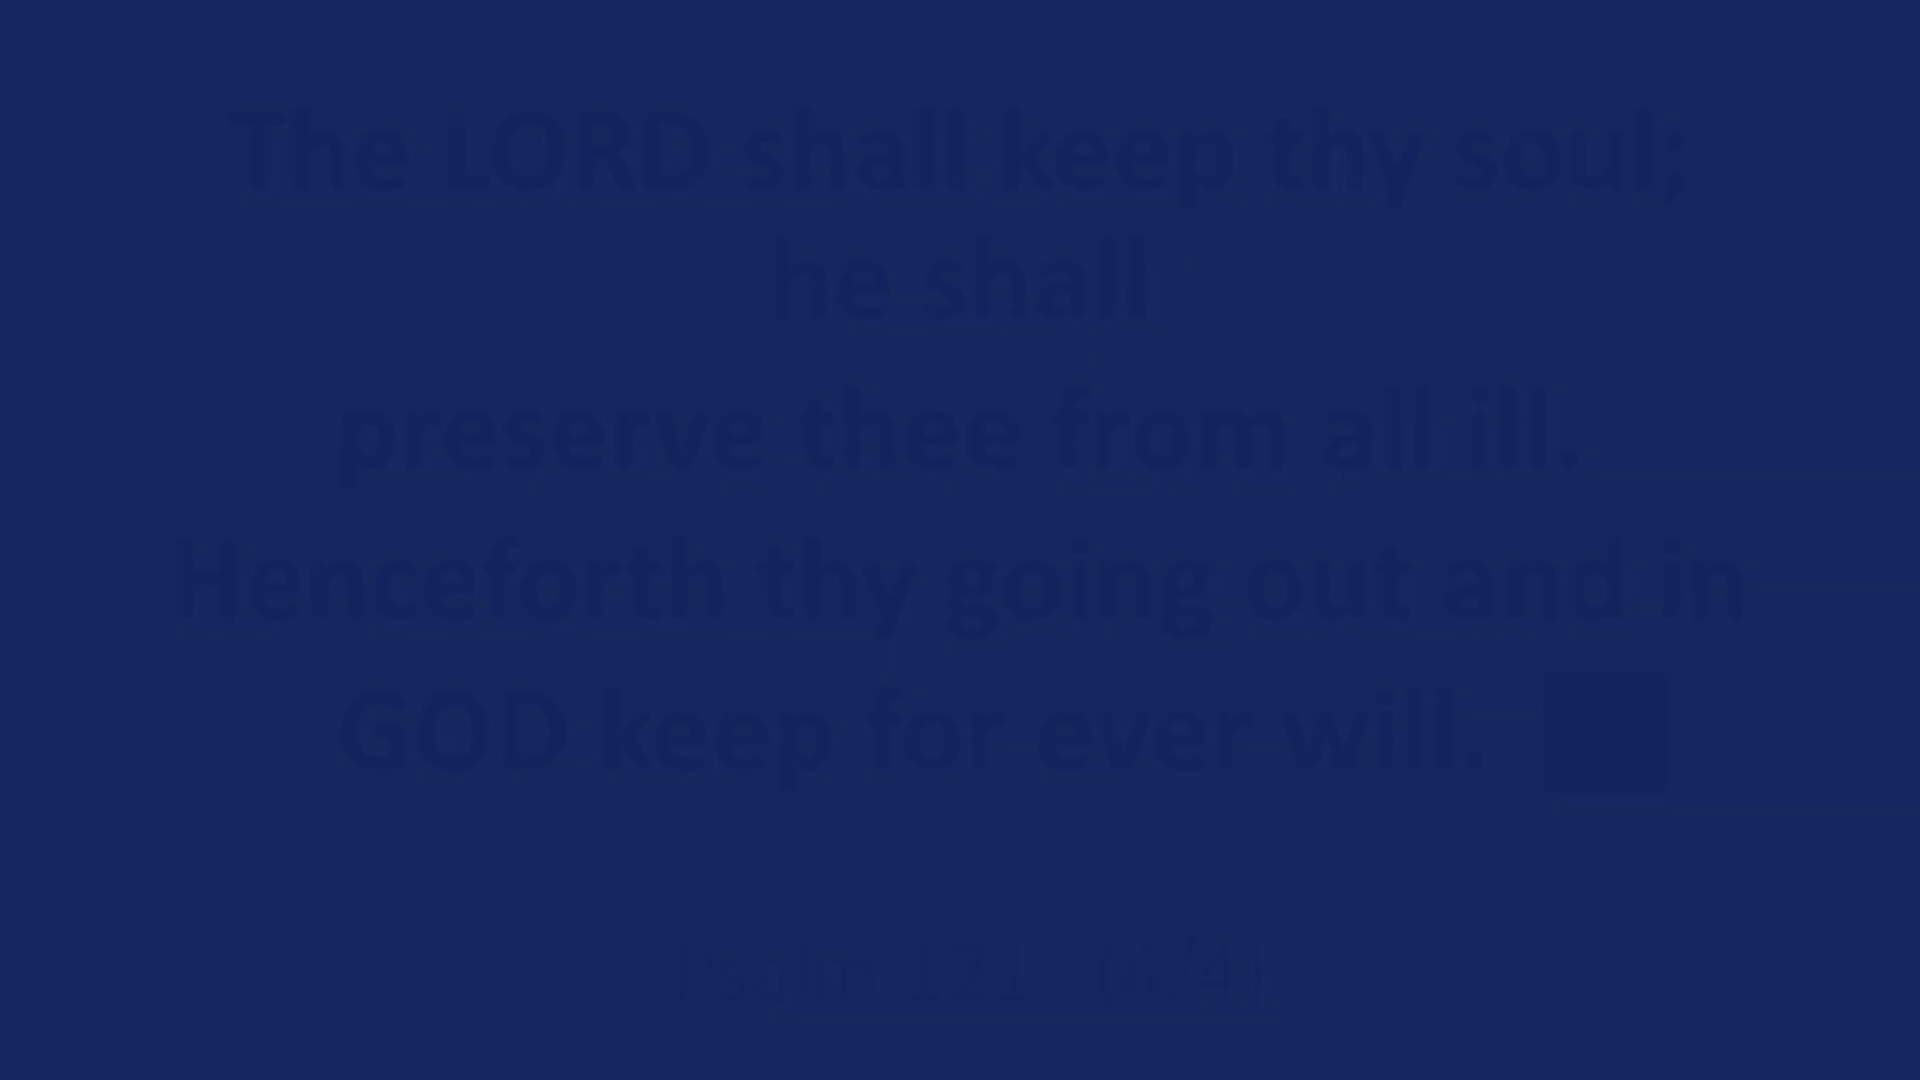 The LORD shall keep thy soul;
he shall
preserve thee from all ill.
Henceforth thy going out and in
GOD keep for ever will.
Psalm 121 (4/4)